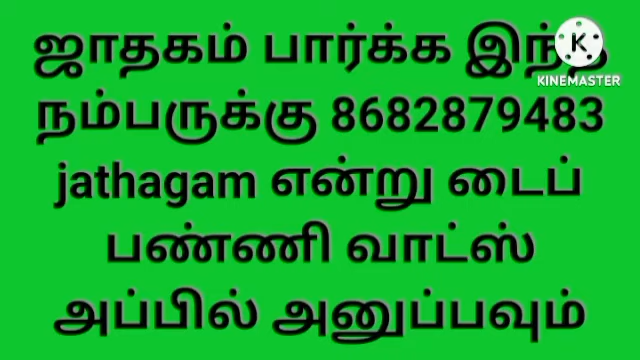 ஜாதகம் பார்க்க இந்த
நம்பருக்கு 8682879483
jathagam என்று டைப்
பண்ணி வாட்ஸ்
அப்பில் அனுப்பவும்
K
KINEMASTER